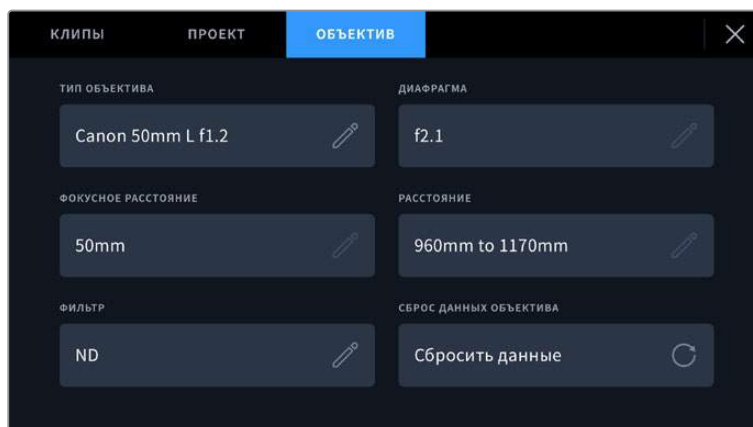 КЛИПЫ ПРОЕКТ ОБЪЕКТИВ
ТИП ОБЪЕКТИВА ДИАФРАГМА
Canon 50mm L f1.2 f2.1
ФОКУСНОЕ РАССТОЯНИЕ РАССТОЯНИЕ
50mm 960mm to 1170mm
ФИЛЬТР СБРОС ДАННЫХ ОБЪЕКТИВА
ND Сбросить данные